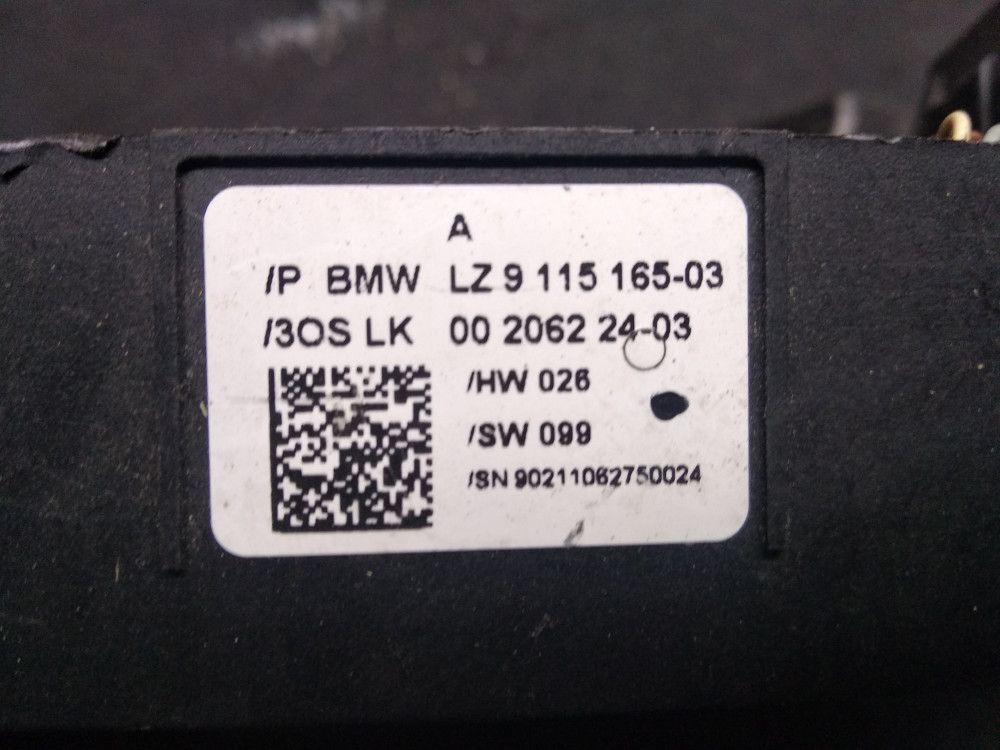 A
/P BMW LZ 9 115 165-03
/3OS LK 00 2062 24-03
/HW 026
/SW 099
/SN 90211062750024